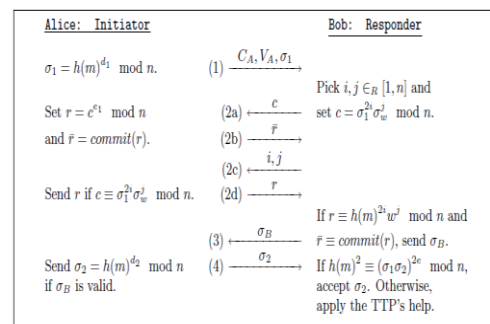 Alice: Initiator Bob: Responder
σ₁ = h(m)^{d₁} mod n. (1) C_A, V_A, σ₁
Pick i, j ∈_R [1, n] and
Set r = c^{e₁} mod n (2a) c set c = σ₁^{2i}σ_w^j mod n.
and r̄ = commit(r). (2b) r̄
(2c) i, j
Send r if c ≡ σ₁^{2i}σ_w^j mod n. (2d) r
If r ≡ h(m)^{2i}w^j mod n and
(3) σ_B r̄ ≡ commit(r), send σ_B.
Send σ₂ = h(m)^{d₂} mod n (4) σ₂ If h(m)² ≡ (σ₁σ₂)^{2e} mod n,
if σ_B is valid. accept σ₂. Otherwise,
apply the TTP's help.